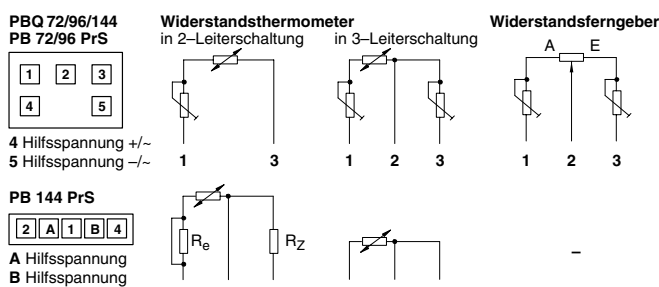 PBQ 72/96/144
PB 72/96 PrS
1 2 3
4 5
4 Hilfsspannung +/~
5 Hilfsspannung –/~
Widerstandsthermometer
in 2–Leiterschaltung
in 3–Leiterschaltung
1 3
1 2 3
Widerstandsferngeber
A E
1 2 3
PB 144 PrS
2 A 1 B 4
A Hilfsspannung
B Hilfsspannung
Re RZ
–